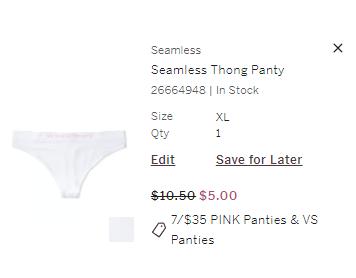 Seamless
Seamless Thong Panty
26664948 | In Stock
Size XL
Qty 1
Edit Save for Later
$10.50 $5.00
7/$35 PINK Panties & VS
Panties